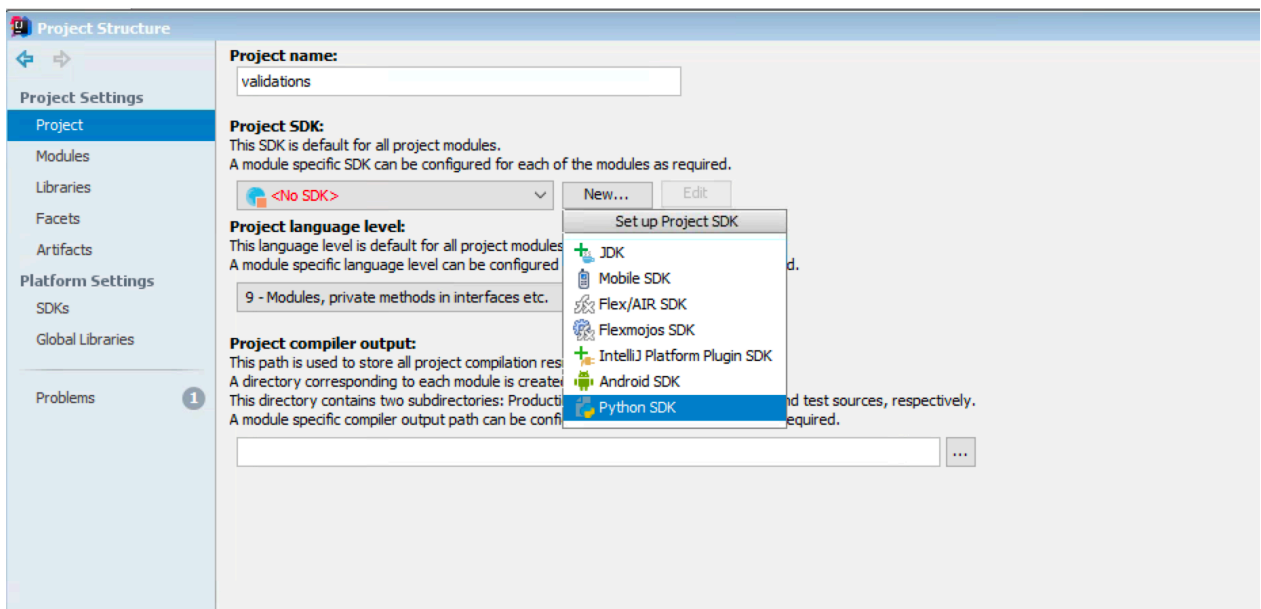 Project Structure
Project Settings
Project
Modules
Libraries
Facets
Artifacts
Platform Settings
SDKs
Global Libraries
Problems
1
Project name:
validations
Project SDK:
This SDK is default for all project modules.
A module specific SDK can be configured for each of the modules as required.
<No SDK>
New...
Edit
Set up Project SDK
JDK
Mobile SDK
Flex/AIR SDK
Flexmojos SDK
IntelliJ Platform Plugin SDK
Android SDK
Python SDK
Project language level:
This language level is default for all project modules
A module specific language level can be configured d.
9 - Modules, private methods in interfaces etc.
Project compiler output:
This path is used to store all project compilation res
A directory corresponding to each module is create
This directory contains two subdirectories: Producti nd test sources, respectively.
A module specific compiler output path can be confi equired.
...